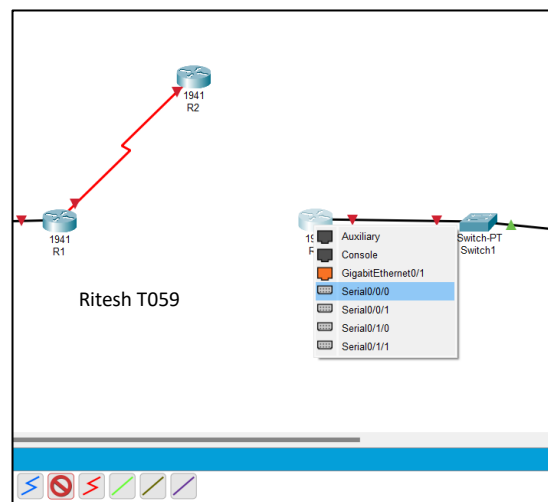 1941
R2
1941
R1
Ritesh T059
Auxiliary
Console
GigabitEthernet0/1
Serial0/0/0
Serial0/0/1
Serial0/1/0
Serial0/1/1
Switch-PT
Switch1